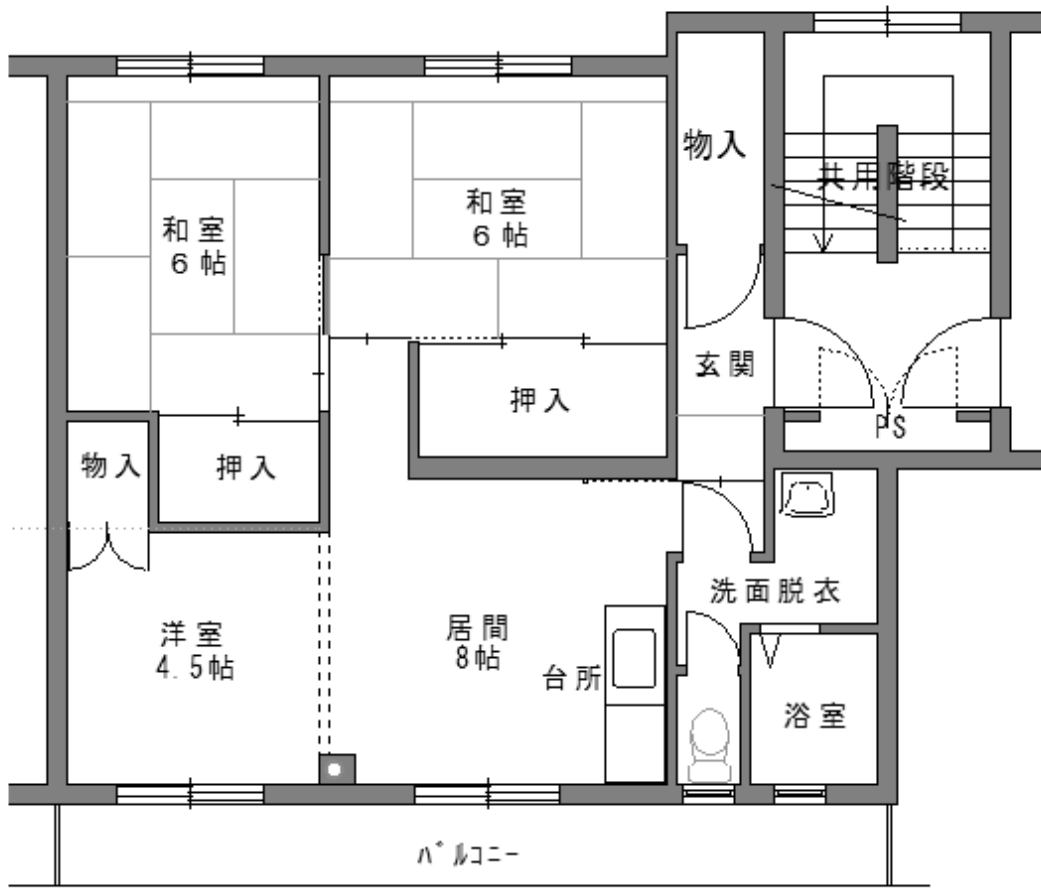 物入
共用階段
和室
６帖
和室
６帖
玄関
押入
PS
物入
押入
洗面脱衣
洋室
4.5帖
居間
8帖
台所
浴室
バルコニー